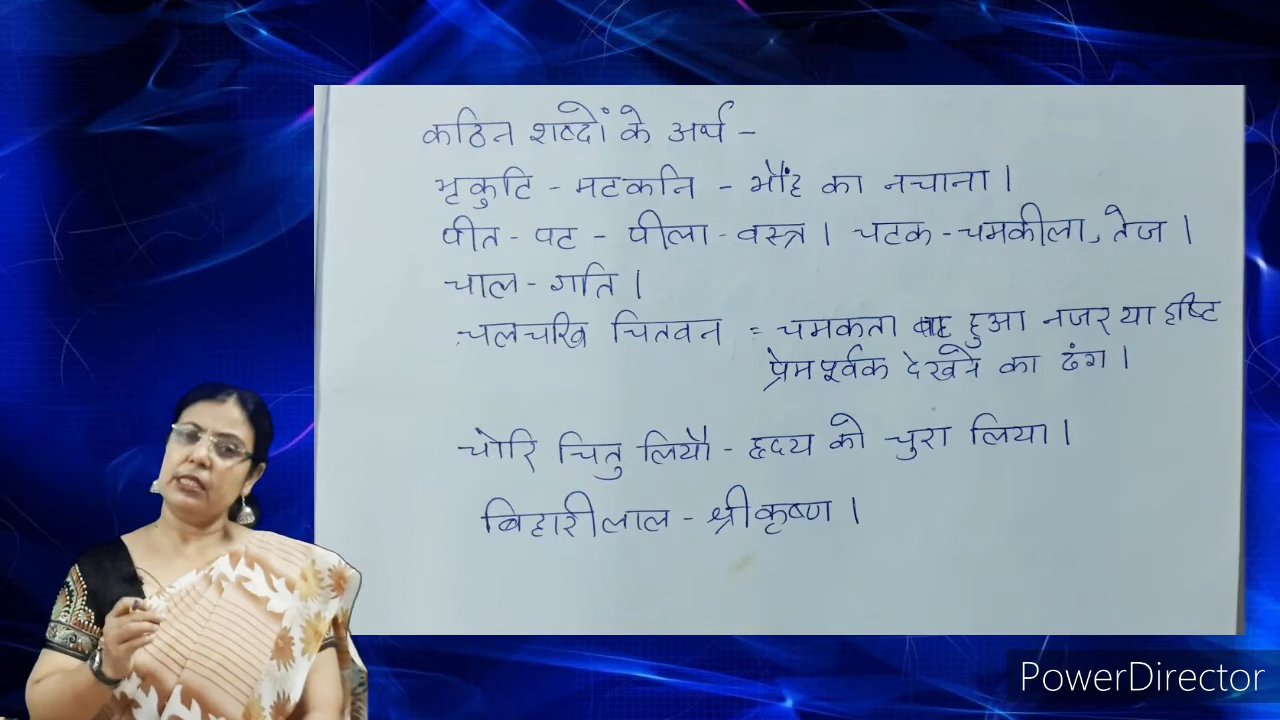 कठिन शब्दों के अर्थ -
भृकुटि - मटकनि - भौंह का नचाना।
पीत - पट - पीला - वस्त्र। चटक - चमकीला, तेज।
चाल - गति।
चलचखि चितवन = चमकता हुआ नजर या दृष्टि
प्रेमपूर्वक देखने का ढंग।
चोरि चितु लियौ - हृदय को चुरा लिया।
बिहारीलाल - श्रीकृष्ण।
PowerDirector